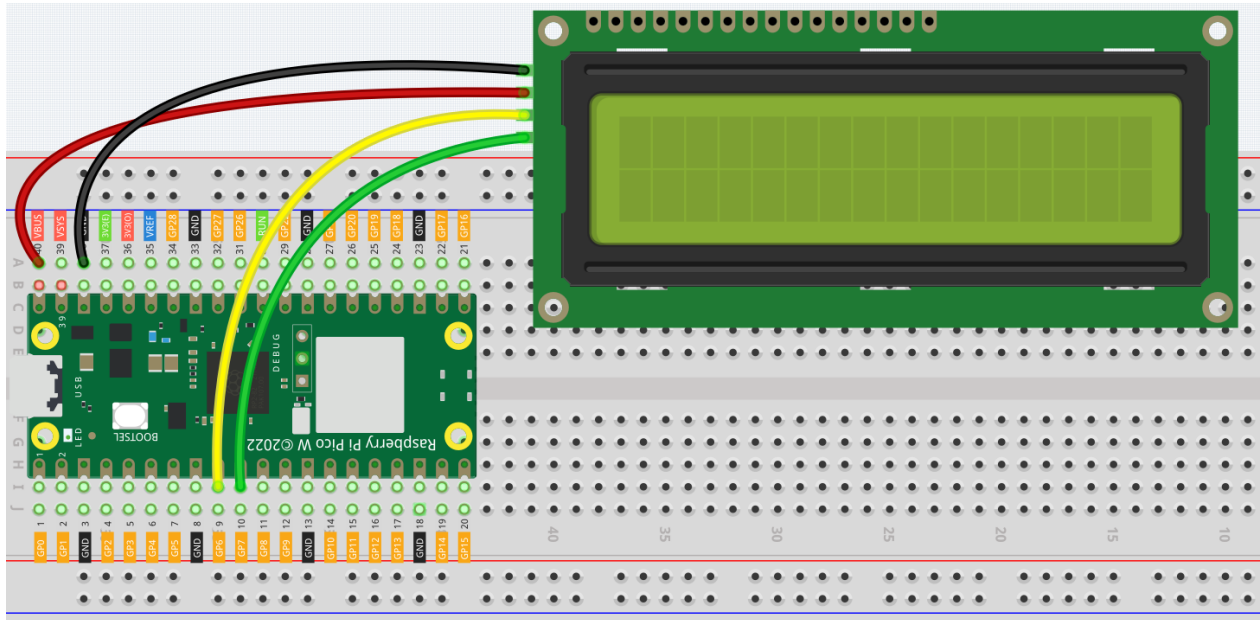 VBUS VSYS 3V3(E) 3V3(O) VREF GP28 GND GP27 GP26 RUN GND GP20 GP19 GP18 GND GP17 GP16
40 39 37 36 35 34 33 32 31 29 27 26 25 24 23 22 21
A
B
C
D
E
39
DEBUG
USB
BOOTSEL
LED
Raspberry Pi Pico W ©2022
1 2
F
G
H
I
J
1 2 3 4 5 6 7 8 9 10 11 12 13 14 15 16 17 18 19 20
40 35 30 25 20 15 10
GP0 GP1 GND GP2 GP3 GP4 GP5 GND GP6 GP7 GP8 GP9 GND GP10 GP11 GP12 GP13 GND GP14 GP15